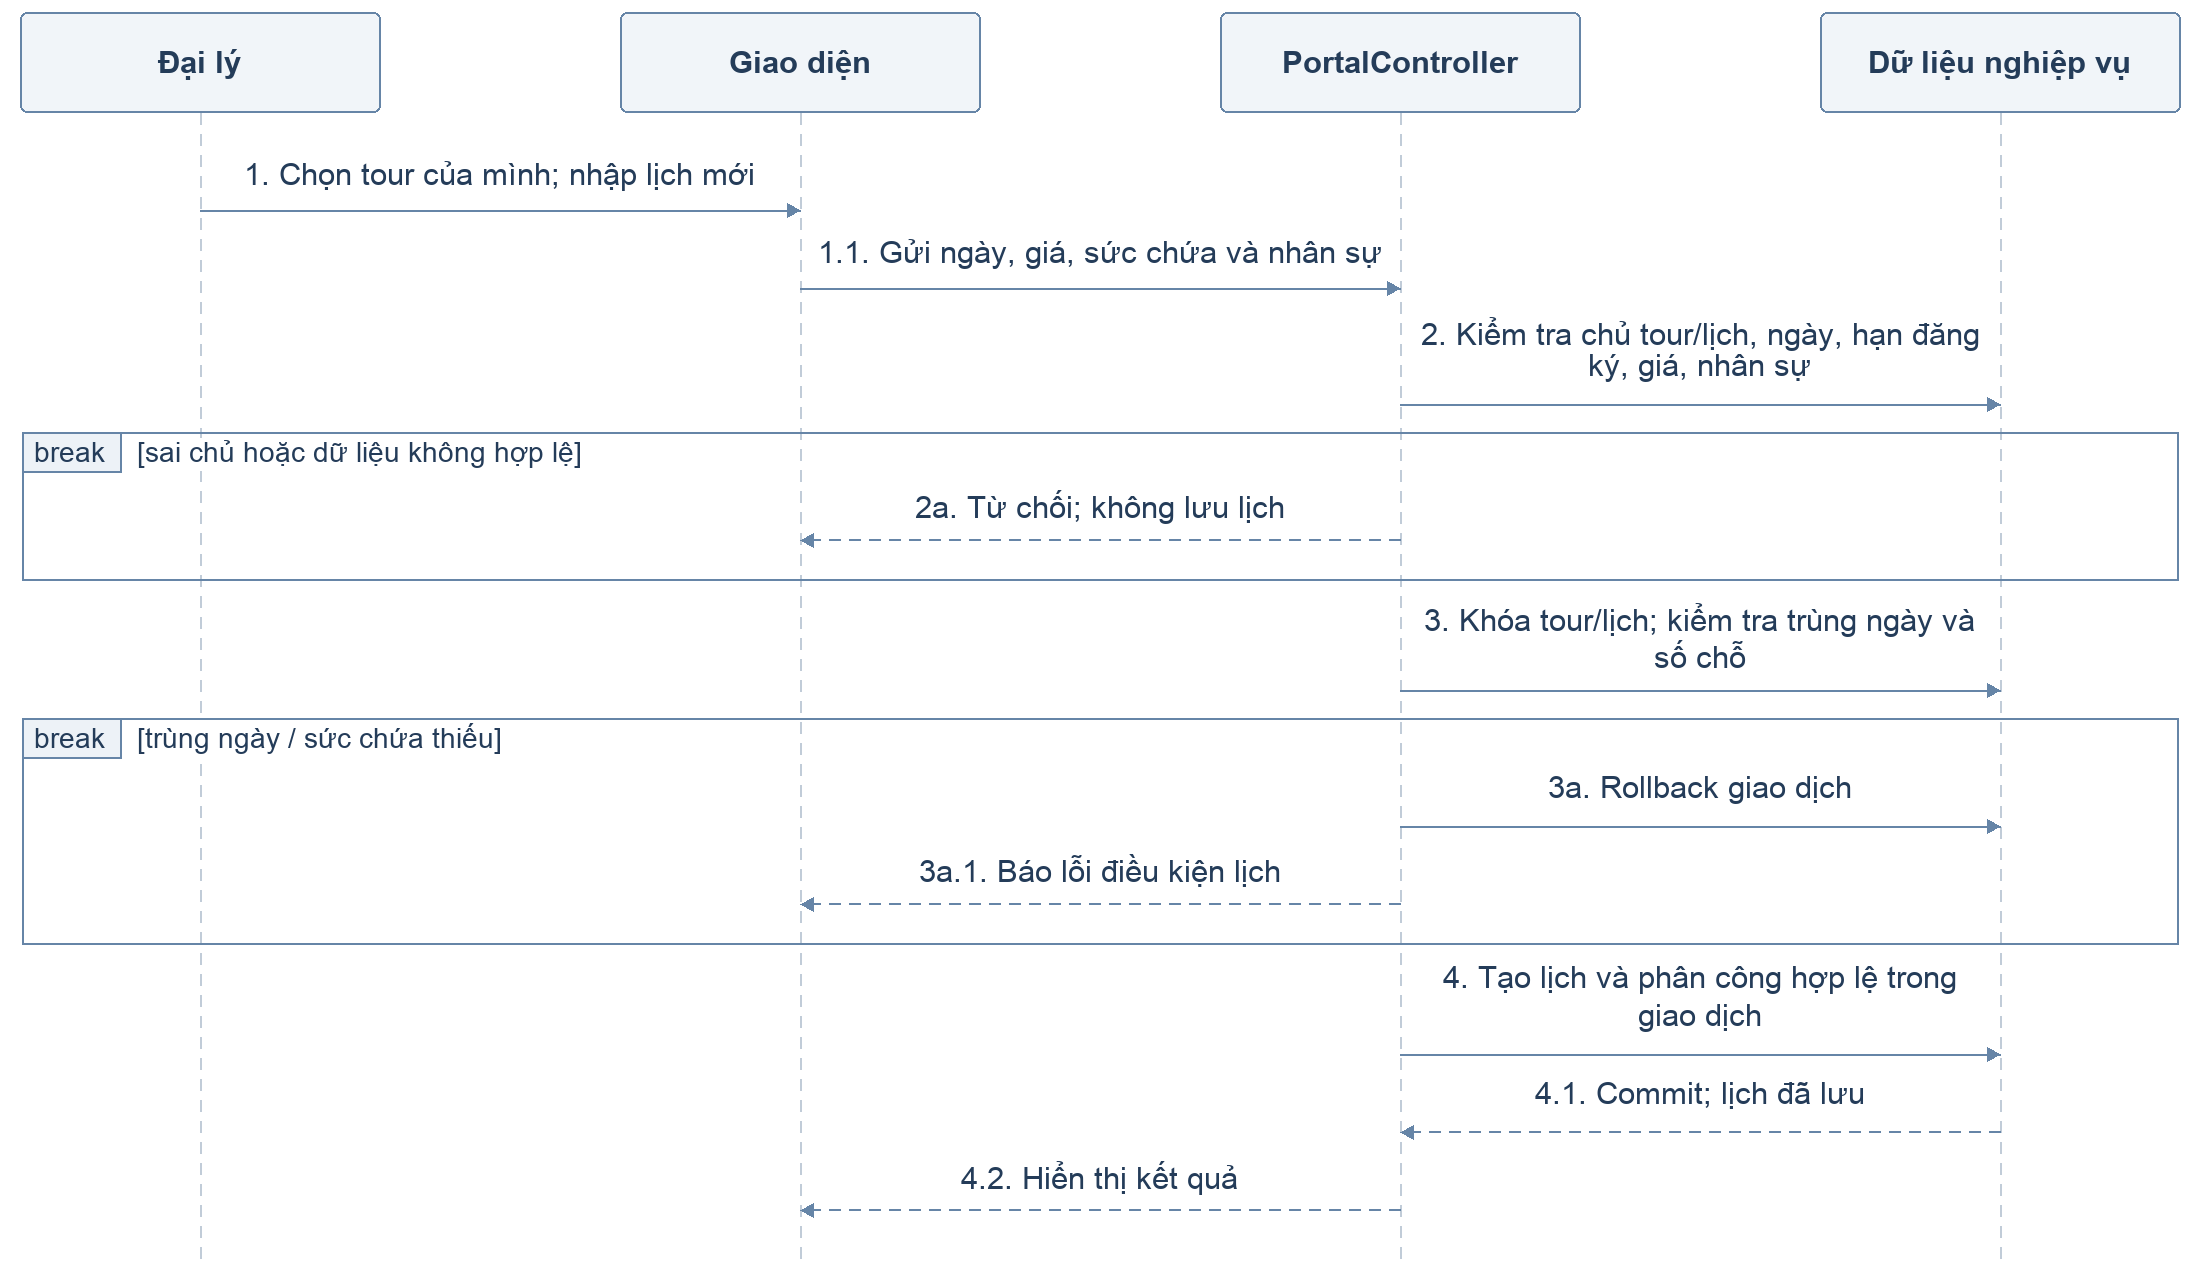 Đại lý
Giao diện
PortalController
Dữ liệu nghiệp vụ
1. Chọn tour của mình; nhập lịch mới
1.1. Gửi ngày, giá, sức chứa và nhân sự
2. Kiểm tra chủ tour/lịch, ngày, hạn đăng
ký, giá, nhân sự
break [sai chủ hoặc dữ liệu không hợp lệ]
2a. Từ chối; không lưu lịch
3. Khóa tour/lịch; kiểm tra trùng ngày và
số chỗ
break [trùng ngày / sức chứa thiếu]
3a. Rollback giao dịch
3a.1. Báo lỗi điều kiện lịch
4. Tạo lịch và phân công hợp lệ trong
giao dịch
4.1. Commit; lịch đã lưu
4.2. Hiển thị kết quả